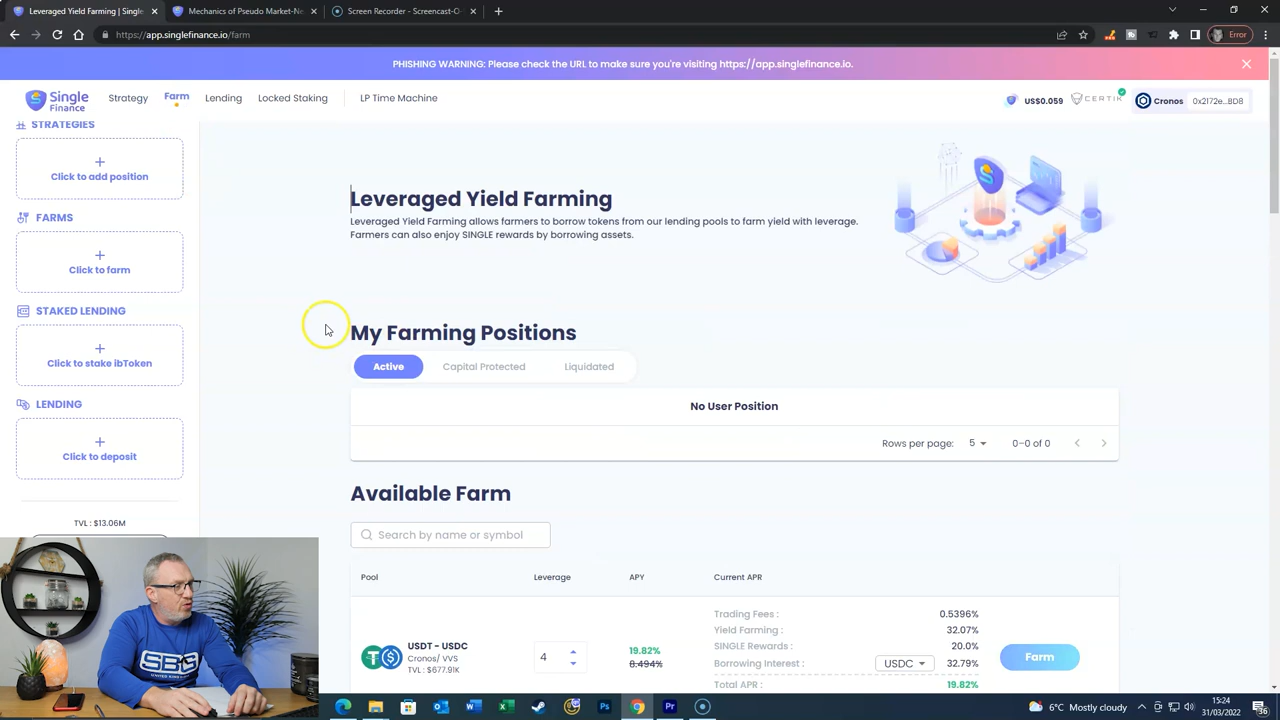 Leveraged Yield Farming | Single
Mechanics of Pseudo Market-Ne
Screen Recorder - Screencast-O-
https://app.singlefinance.io/farm
Error
PHISHING WARNING: Please check the URL to make sure you're visiting https://app.singlefinance.io.
Single Finance
Strategy
Farm
Lending
Locked Staking
LP Time Machine
US$0.059
CERTIK
Cronos
0x2172e...8D8
STRATEGIES
Click to add position
FARMS
Click to farm
STAKED LENDING
Click to stake ibToken
LENDING
Click to deposit
TVL : $13.06M
Leveraged Yield Farming
Leveraged Yield Farming allows farmers to borrow tokens from our lending pools to farm yield with leverage.
Farmers can also enjoy SINGLE rewards by borrowing assets.
My Farming Positions
Active
Capital Protected
Liquidated
No User Position
Rows per page:
5
0–0 of 0
Available Farm
Search by name or symbol
Pool
Leverage
APY
Current APR
USDT - USDC
Cronos/ VVS
TVL : $677.91K
4
19.82%
8.494%
Trading Fees :
0.5396%
Yield Farming :
32.07%
SINGLE Rewards :
20.0%
Borrowing Interest :
USDC
32.79%
Total APR :
19.82%
Farm
SBS
UNITED KINGDOM
6°C Mostly cloudy
15:24
31/03/2022
36